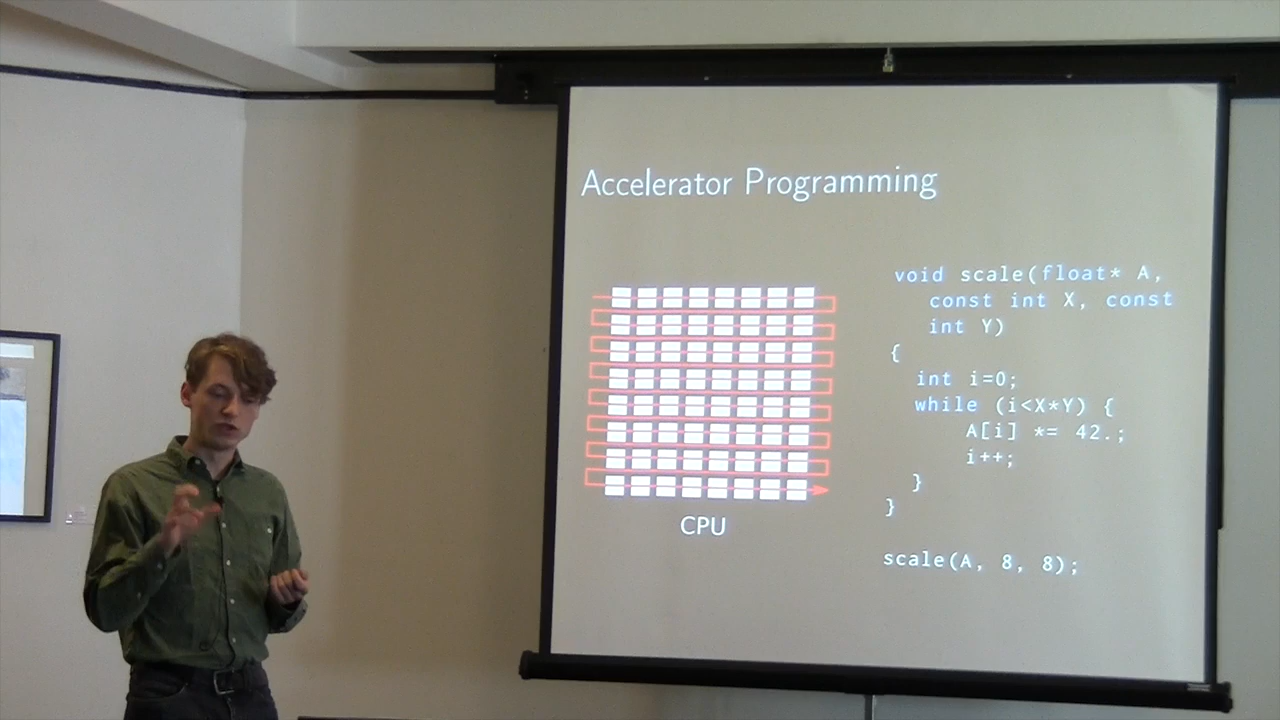 Accelerator Programming
void scale(float* A,
const int X, const
int Y)
{
int i=0;
while (i<X*Y) {
A[i] *= 42.;
i++;
}
}
scale(A, 8, 8);
CPU